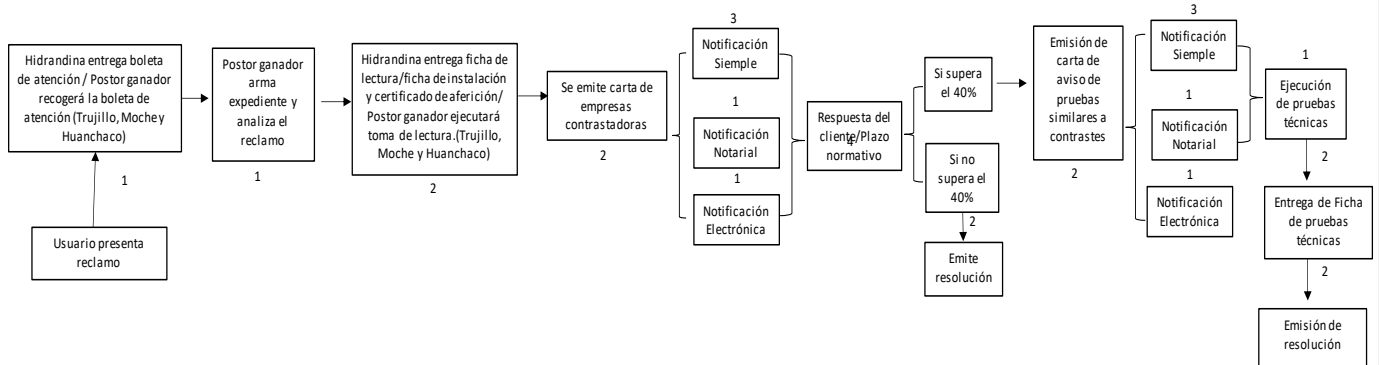 Hidrandina entrega boleta
de atención / Postor ganador
recogerá la boleta de
atención (Trujillo, Moche y
Huanchaco)
1
Usuario presenta
reclamo
Postor ganador
arma
expediente y
analiza el
reclamo
1
Hidrandina entrega ficha de
lectura/ficha de instalación
y certificado de aferición/
Postor ganador ejecutará
toma de lectura.(Trujillo,
Moche y Huanchaco)
2
Se emite carta de
empresas
contrastadoras
2
3
Notificación
Siemple
1
Notificación
Notarial
1
Notificación
Electrónica
Respuesta del
cliente/Plazo
normativo
4
Si supera
el 40%
Si no
supera el
40%
2
Emite
resolución
Emisión de
carta de
aviso de
pruebas
similares a
contrastes
2
3
Notificación
Siemple
1
Notificación
Notarial
1
Notificación
Electrónica
1
Ejecución
de pruebas
técnicas
2
Entrega de Ficha
de pruebas
técnicas
2
Emisión de
resolución